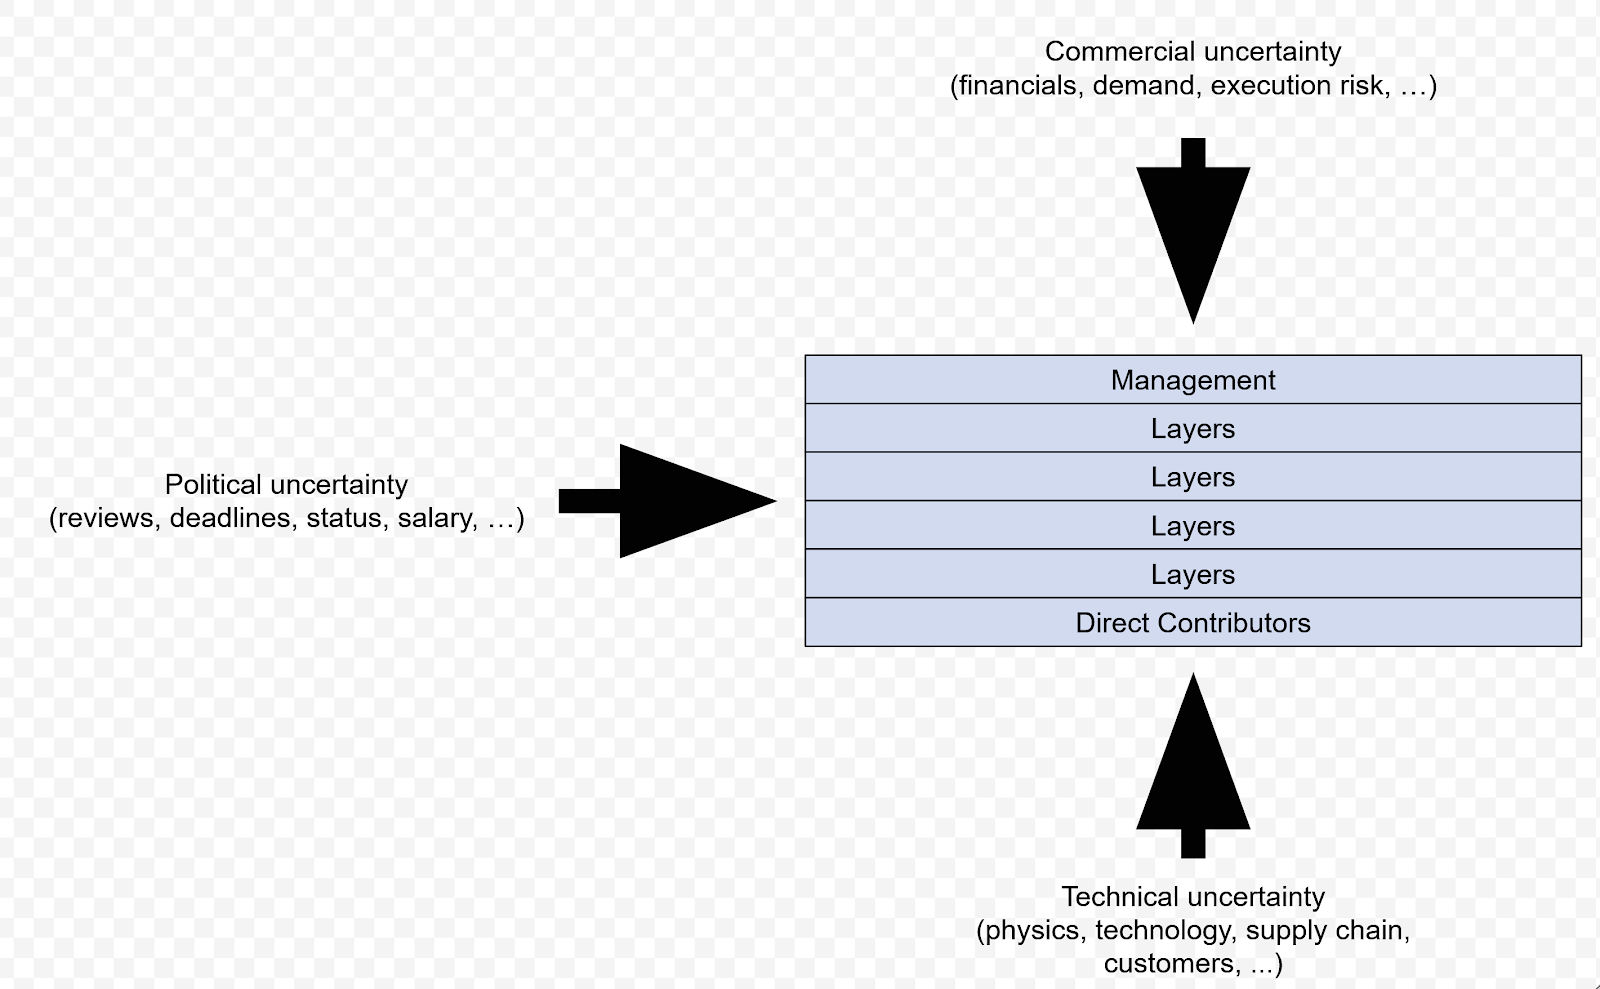 Commercial uncertainty
(financials, demand, execution risk, …)
Management
Layers
Layers
Layers
Layers
Direct Contributors
Political uncertainty
(reviews, deadlines, status, salary, …)
Technical uncertainty
(physics, technology, supply chain,
customers, ...)